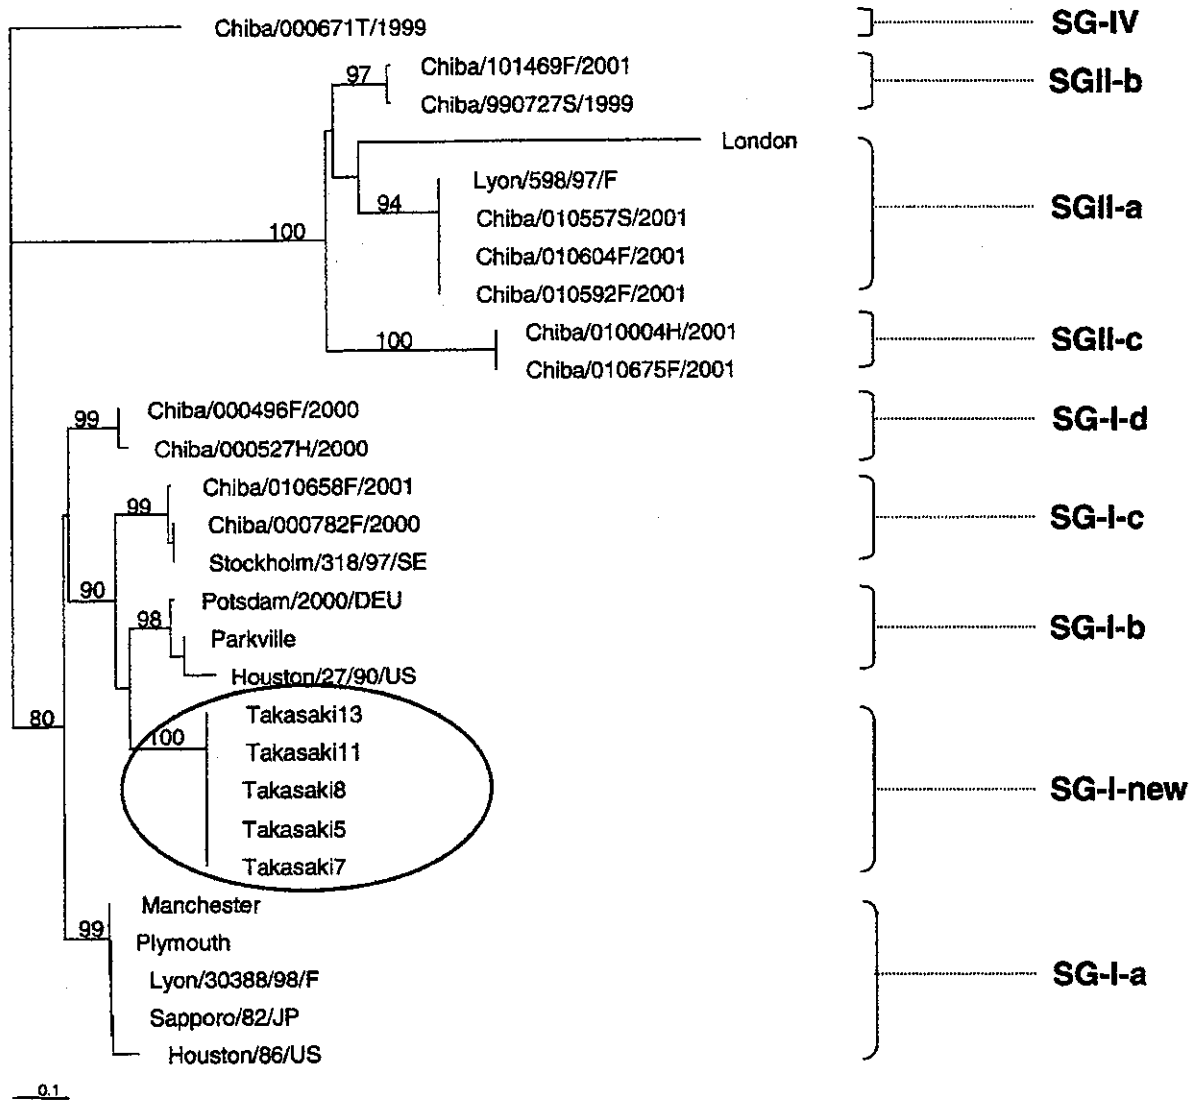 Chiba/000671T/1999 SG-IV
97 Chiba/101469F/2001 SGII-b
Chiba/990727S/1999
London
Lyon/598/97/F
94 Chiba/010557S/2001 SGII-a
100 Chiba/010604F/2001
Chiba/010592F/2001
100 Chiba/010004H/2001 SGII-c
Chiba/010675F/2001
99 Chiba/000496F/2000 SG-I-d
Chiba/000527H/2000
Chiba/010658F/2001
99 Chiba/000782F/2000 SG-I-c
Stockholm/318/97/SE
90 Potsdam/2000/DEU
98 Parkville SG-I-b
Houston/27/90/US
80 Takasaki13
100 Takasaki11
Takasaki8 SG-I-new
Takasaki5
Takasaki7
Manchester
99 Plymouth
Lyon/30388/98/F SG-I-a
Sapporo/82/JP
Houston/86/US
0.1